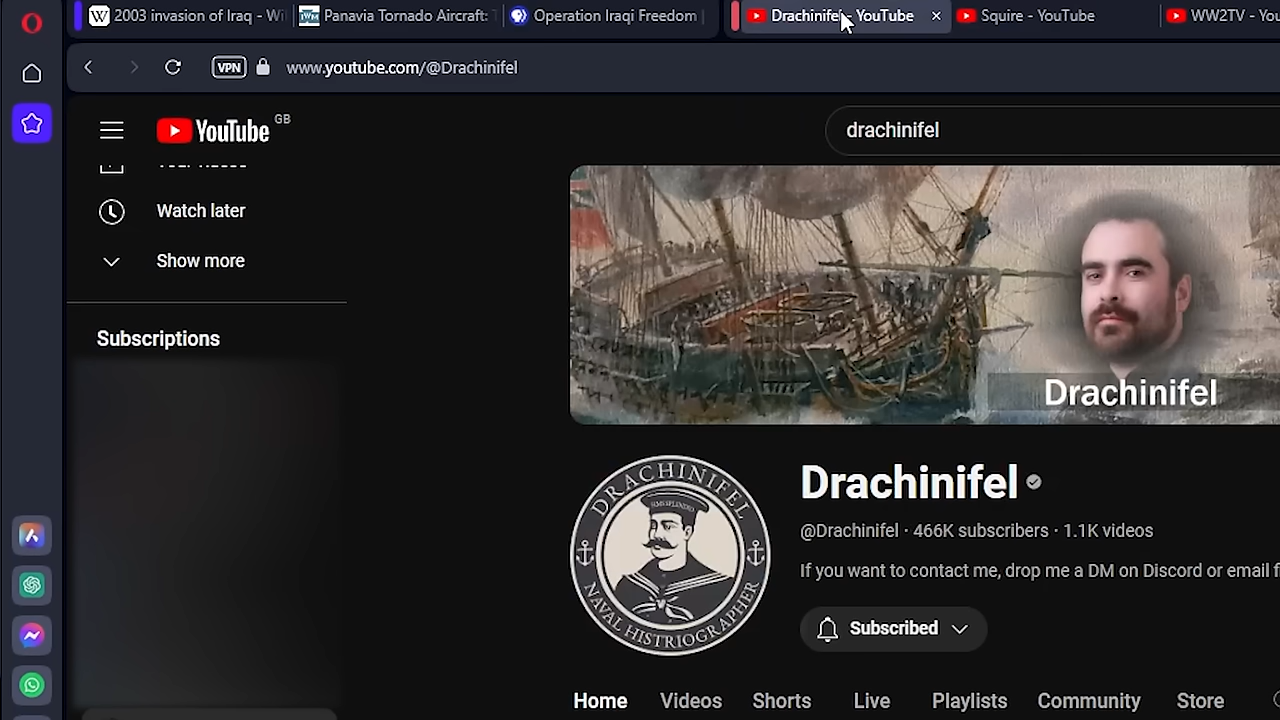 2003 invasion of Iraq - Wi
Panavia Tornado Aircraft:
Operation Iraqi Freedom
Drachinifel - YouTube
Squire - YouTube
WW2TV - You
VPN
www.youtube.com/@Drachinifel
YouTube GB
drachinifel
Watch later
Show more
Subscriptions
Drachinifel
DRACHINIFEL
NAVAL HISTRIOGRAPHER
Drachinifel
@Drachinifel · 466K subscribers · 1.1K videos
If you want to contact me, drop me a DM on Discord or email f
Subscribed
Home Videos Shorts Live Playlists Community Store